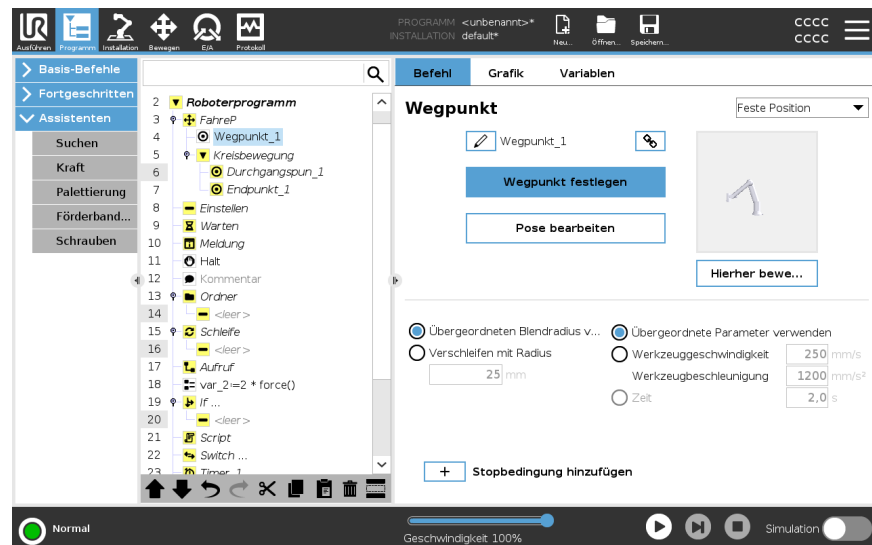 UR
Ausführen
Programm
Installation
Bewegen
E/A
Protokoll
PROGRAMM <unbenannt>*
INSTALLATION default*
Neu...
Öffnen...
Speichern...
cccc
cccc
Basis-Befehle
Fortgeschritten
Assistenten
Suchen
Kraft
Palettierung
Förderband...
Schrauben
2 Roboterprogramm
3 FahreP
4 Wegpunkt_1
5 Kreisbewegung
6 Durchgangspun_1
7 Endpunkt_1
8 Einstellen
9 Warten
10 Meldung
11 Halt
12 Kommentar
13 Ordner
14 <leer>
15 Schleife
16 <leer>
17 Aufruf
18 var_2≔2 * force()
19 If ...
20 <leer>
21 Script
22 Switch ...
23 Timer_1
Befehl Grafik Variablen
Wegpunkt
Feste Position
Wegpunkt_1
Wegpunkt festlegen
Pose bearbeiten
Hierher bewe...
Übergeordneten Blendradius v...
Verschleifen mit Radius
25 mm
Übergeordnete Parameter verwenden
Werkzeuggeschwindigkeit 250 mm/s
Werkzeugbeschleunigung 1200 mm/s²
Zeit 2,0 s
+ Stopbedingung hinzufügen
Normal
Geschwindigkeit 100%
Simulation